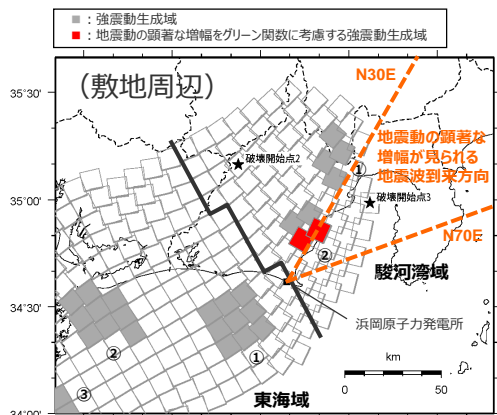 ：強震動生成域
：地震動の顕著な増幅をグリーン関数に考慮する強震動生成域
（敷地周辺）
N30E
35°30'
地震動の顕著な
増幅が見られる
地震波到来方向
破壊開始点2
①
35°00'
破壊開始点3
N70E
②
駿河湾域
34°30'
浜岡原子力発電所
②
①
km
③
東海域
0
50
34°00'